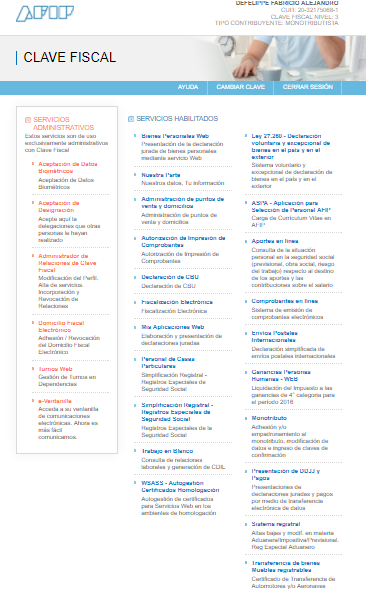 AFIP
DEFELIPPE FABRICIO ALEJANDRO
CUIT: 20-32175068-1
CLAVE FISCAL NIVEL: 3
TIPO CONTRIBUYENTE: MONOTRIBUTISTA
CLAVE FISCAL
AYUDA
CAMBIAR CLAVE
CERRAR SESIÓN
SERVICIOS
ADMINISTRATIVOS
Estos servicios son de uso
exclusivamente administrativos
con Clave Fiscal
Aceptación de Datos
Biométricos
Aceptación de Datos
Biométricos
Aceptación de
Designación
Acepte aquí la
delegaciones que otras
personas le hayan
realizado
Administrador de
Relaciones de Clave
Fiscal
Modificación del Perfil.
Alta de servicios.
Incorporación y
Revocación de
Relaciones
Domicilio Fiscal
Electrónico
Adhesión / Revocación
del Domicilio Fiscal
Electrónico
Turnos Web
Gestión de Turnos en
Dependencias
e-Ventanilla
Acceda a su ventanilla
de comunicaciones
electrónicas. Ahora es
más fácil
comunicarnos.
SERVICIOS HABILITADOS
Bienes Personales Web
Presentación de la declaración
jurada de bienes personales
mediante servicio Web
Nuestra Parte
Nuestros datos, Tu información
Administración de puntos de
venta y domicilios
Administración de puntos de
venta y domicilios
Autorización de Impresión de
Comprobantes
Autorización de Impresión de
Comprobantes
Declaración de CBU
Declaración de CBU
Fiscalización Electrónica
Fiscalización Electrónica
Mis Aplicaciones Web
Elaboración y presentación de
declaraciones juradas
Personal de Casas
Particulares
Simplificación Registral -
Registros Especiales de
Seguridad Social
Simplificación Registral -
Registros Especiales de
Seguridad Social
Registros Especiales de la
Seguridad Social
Trabajo en Blanco
Consulta de relaciones
laborales y generación de CUIL
WSASS - Autogestión
Certificados Homologación
Autogestión de certificados
para Servicios Web en los
ambientes de homologación
Ley 27.260 - Declaración
voluntaria y excepcional de
bienes en el país y en el
exterior
Sistema voluntario y
excepcional de declaración de
bienes en el país y en el
exterior
ASPA - Aplicación para
Selección de Personal AFIP
Carga de Curriculum Vitae en
AFIP
Aportes en línea
Consulta de la situación
personal en la seguridad social
(previsional, obra social, riesgo
del trabajo) respecto al destino
de los aportes y las
contribuciones sobre el salario
Comprobantes en línea
Sistema de emisión de
comprobantes electrónicos
Envíos Postales
Internacionales
Declaración simplificada de
envíos postales internacionales
Ganancias Personas
Humanas - WEB
Liquidación del Impuesto a las
ganancias de 4° categoría para
el período 2016
Monotributo
Adhesión y/o
empadronamiento al
monotributo, modificación de
datos e ingreso de claves de
confirmación
Presentación de DDJJ y
Pagos
Presentaciones de
declaraciones juradas y pagos
por medio de transferencia
electrónica de datos
Sistema registral
Altas bajas y modif. en materia
Aduanera/Impositiva/Previsional.
Reg Especial Aduanero
Transferencia de bienes
Muebles registrables
Certificado de Transferencia de
Automotores y/o Aeronaves